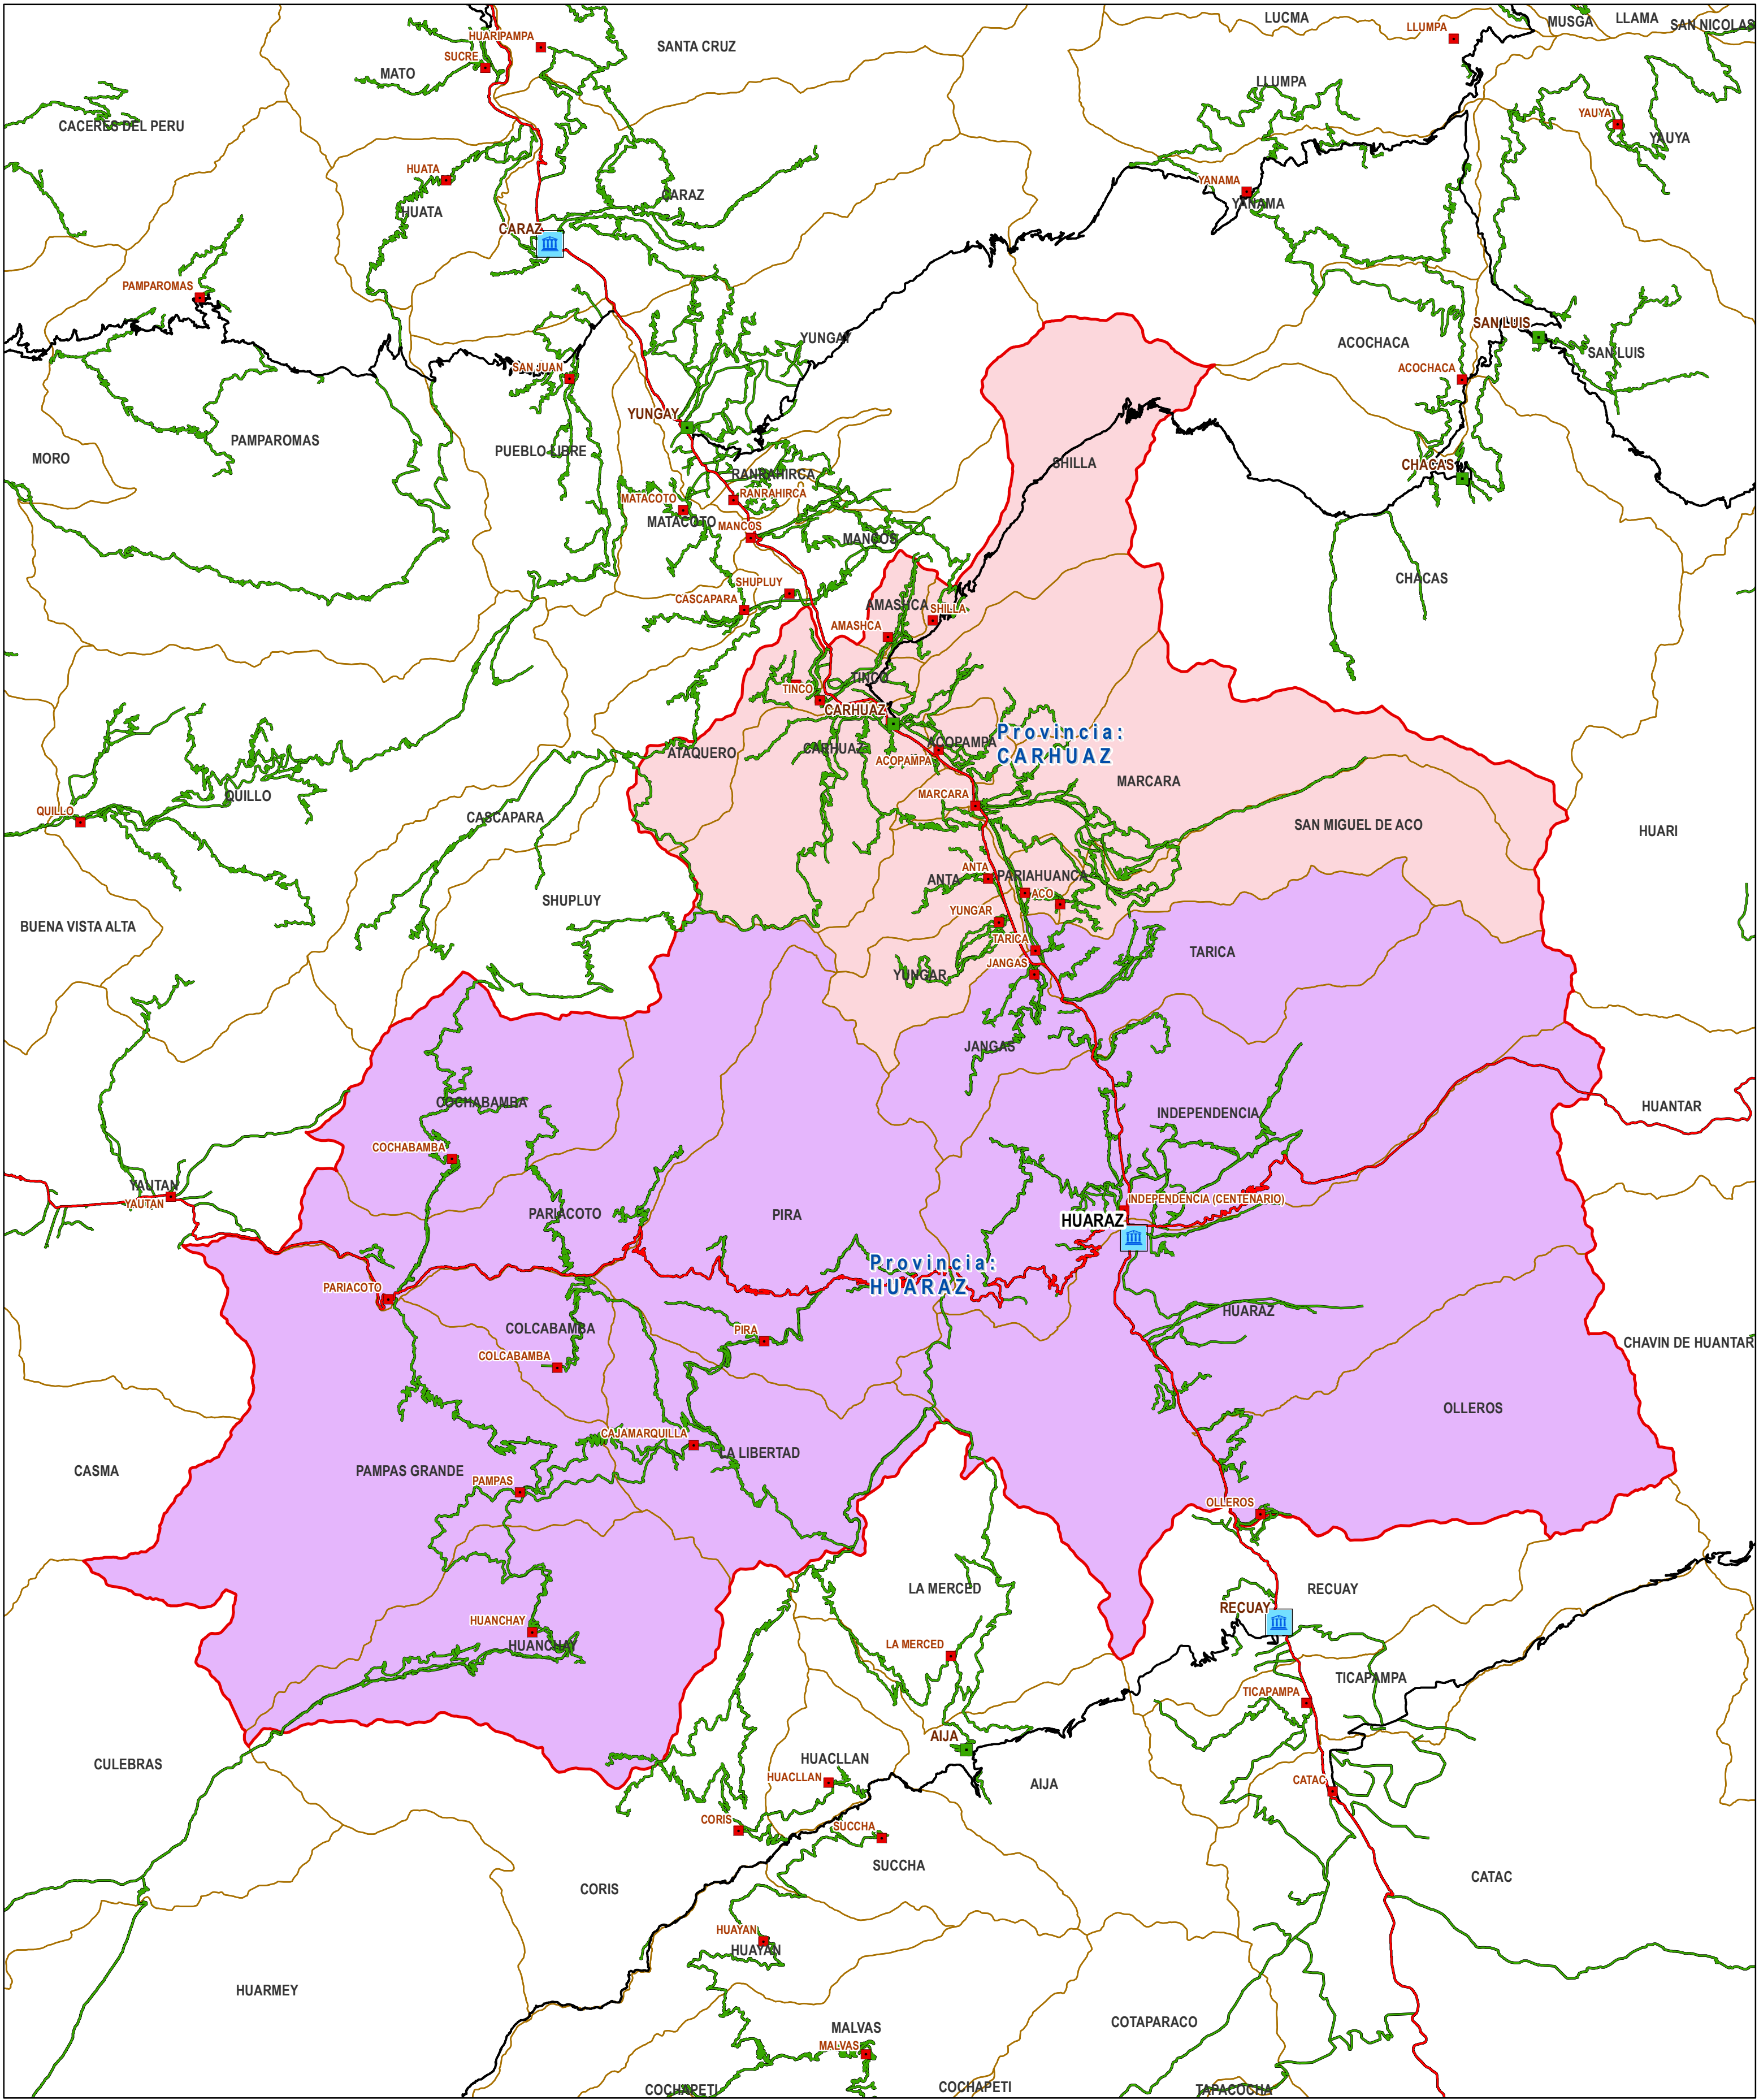 LUCMA
MUSGA
LLAMA
SAN NICOLAS
LLUMPA
HUARIPAMPA
SANTA CRUZ
SUCRE
MATO
LLUMPA
CACERES DEL PERU
YAUYA
YAUYA
HUATA
CARAZ
YANAMA
YANAMA
HUATA
CARAZ
PAMPAROMAS
SAN LUIS
YUNGAY
ACOCHACA
SAN LUIS
SAN JUAN
ACOCHACA
YUNGAY
PAMPAROMAS
MORO
PUEBLO LIBRE
SHILLA
CHACAS
RANRAHIRCA
MATACOTO
RANRAHIRCA
MATACOTO
MANCOS
MANCOS
CHACAS
SHUPLUY
CASCAPARA
AMASHCA
SHILLA
AMASHCA
TINCO
TINCO
CARHUAZ
Provincia:
CARHUAZ
ATAQUERO
CARHUAZ
ACOPAMPA
ACOPAMPA
MARCARA
MARCARA
QUILLO
QUILLO
CASCAPARA
SAN MIGUEL DE ACO
HUARI
ANTA
ANTA
PARIAHUANCA
ACO
SHUPLUY
YUNGAR
BUENA VISTA ALTA
TARICA
TARICA
JANGAS
YUNGAR
JANGAS
COCHABAMBA
INDEPENDENCIA
HUANTAR
COCHABAMBA
YAUTAN
YAUTAN
INDEPENDENCIA (CENTENARIO)
PARIACOTO
PIRA
HUARAZ
Provincia:
HUARAZ
PARIACOTO
HUARAZ
COLCABAMBA
PIRA
CHAVIN DE HUANTAR
COLCABAMBA
OLLEROS
CAJAMARQUILLA
LA LIBERTAD
CASMA
PAMPAS GRANDE
PAMPAS
OLLEROS
LA MERCED
RECUAY
RECUAY
HUANCHAY
HUANCHAY
LA MERCED
TICAPAMPA
TICAPAMPA
AIJA
CULEBRAS
HUACLLAN
HUACLLAN
AIJA
CATAC
CORIS
SUCCHA
SUCCHA
CATAC
CORIS
HUAYAN
HUAYAN
HUARMEY
COTAPARACO
MALVAS
MALVAS
COCHAPETI
COCHAPETI
TAPACOCHA